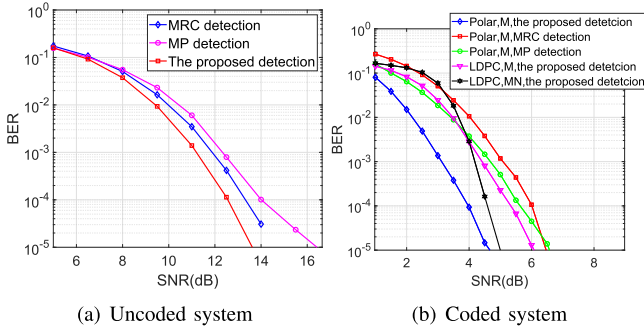 MRC detection
MP detection
The proposed detection
10^0
10^-1
10^-2
10^-3
10^-4
10^-5
BER
6 8 10 12 14 16
SNR(dB)
(a) Uncoded system
Polar,M,the proposed detetcion
Polar,M,MRC detection
Polar,M,MP detection
LDPC,M,the proposed detetcion
LDPC,MN,the proposed detetcion
10^0
10^-1
10^-2
10^-3
10^-4
10^-5
BER
2 4 6 8
SNR(dB)
(b) Coded system